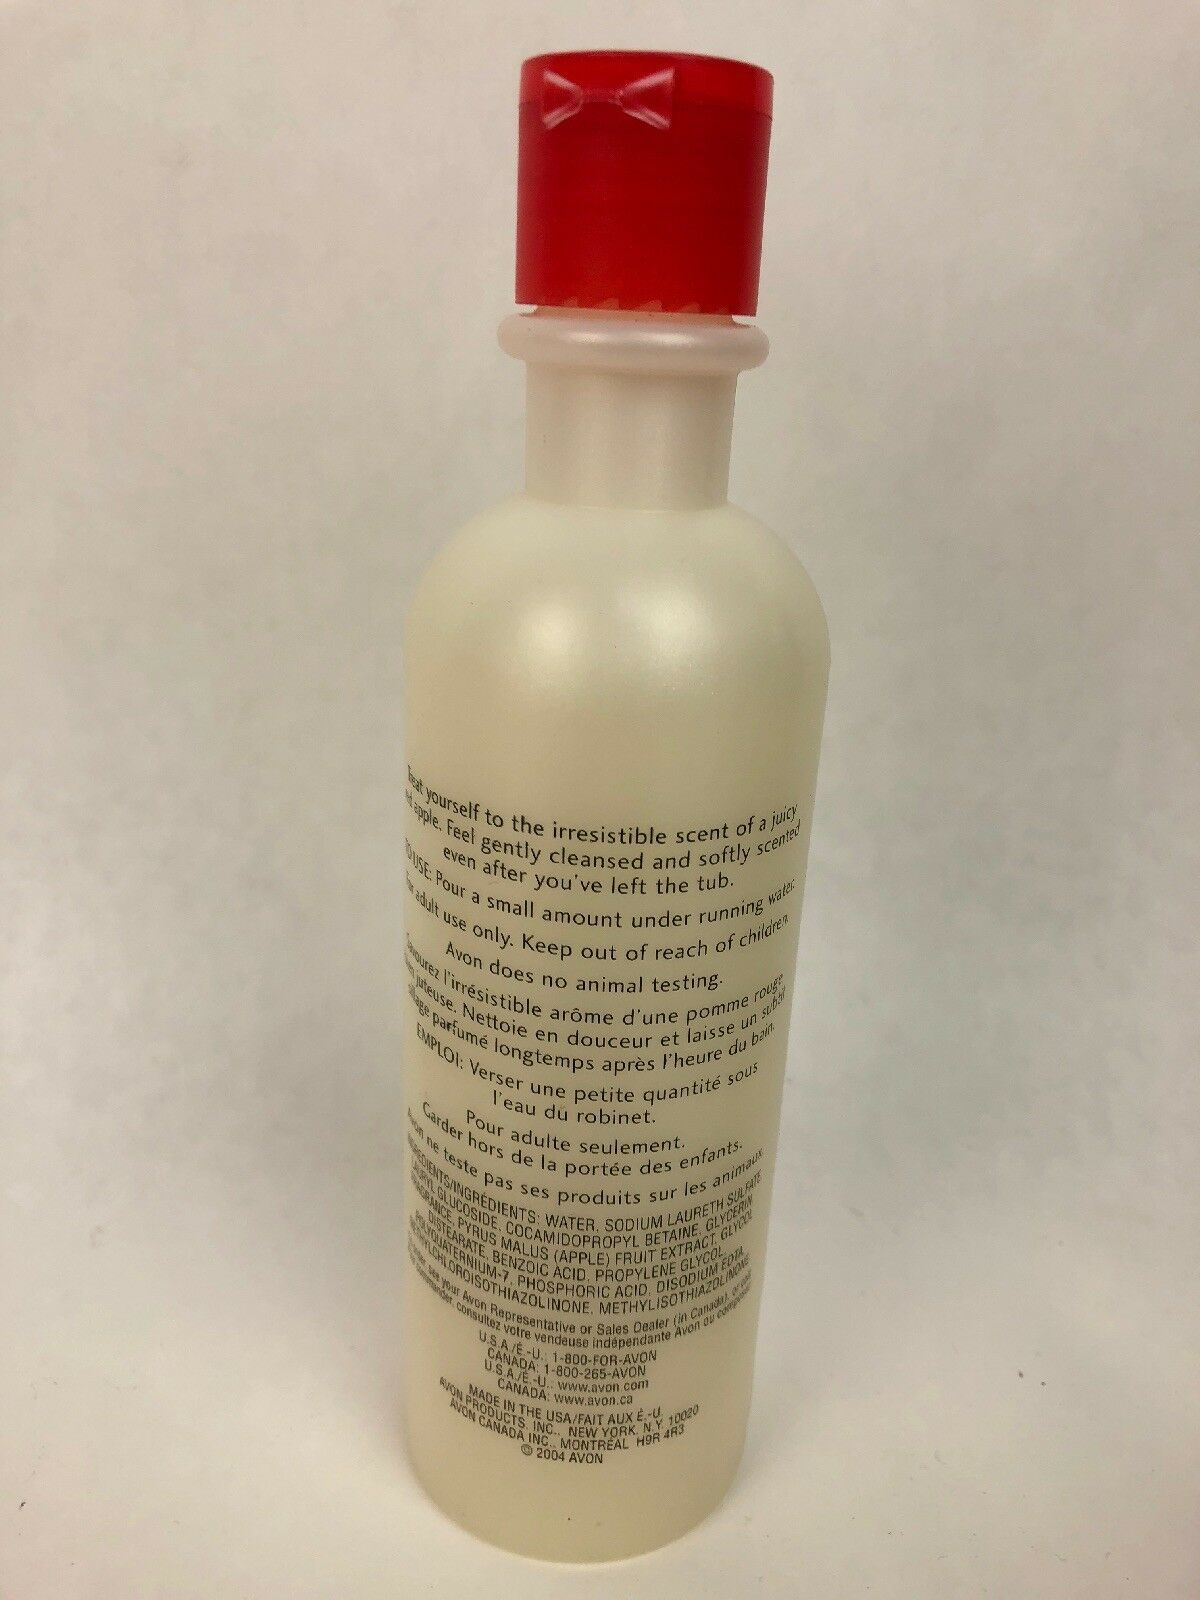 Treat yourself to the irresistible scent of a juicy
red apple. Feel gently cleansed and softly scented
even after you've left the tub.
TO USE: Pour a small amount under running water.
For adult use only. Keep out of reach of children.
Avon does no animal testing.
Savourez l'irrésistible arôme d'une pomme rouge
bien juteuse. Nettoie en douceur et laisse un subtil
sillage parfumé longtemps après l'heure du bain.
EMPLOI: Verser une petite quantité sous
l'eau du robinet.
Pour adulte seulement.
Garder hors de la portée des enfants.
Avon ne teste pas ses produits sur les animaux.
INGREDIENTS/INGRÉDIENTS: WATER, SODIUM LAURETH SULFATE,
LAURYL GLUCOSIDE, COCAMIDOPROPYL BETAINE, GLYCERIN,
FRAGRANCE, PYRUS MALUS (APPLE) FRUIT EXTRACT, GLYCOL
DISTEARATE, BENZOIC ACID, PROPYLENE GLYCOL,
POLYQUATERNIUM-7, PHOSPHORIC ACID, DISODIUM EDTA,
METHYLCHLOROISOTHIAZOLINONE, METHYLISOTHIAZOLINONE.
order see your Avon Representative or Sales Dealer (in Canada), or visit
Pour commander, consultez votre vendeuse indépendante Avon ou composez
U.S.A./É.-U.: 1-800-FOR-AVON
CANADA: 1-800-265-AVON
U.S.A./É.-U.: www.avon.com
CANADA: www.avon.ca
MADE IN THE USA/FAIT AUX É.-U.
AVON PRODUCTS, INC., NEW YORK, N.Y. 10020
AVON CANADA INC., MONTRÉAL H9R 4R3
© 2004 AVON